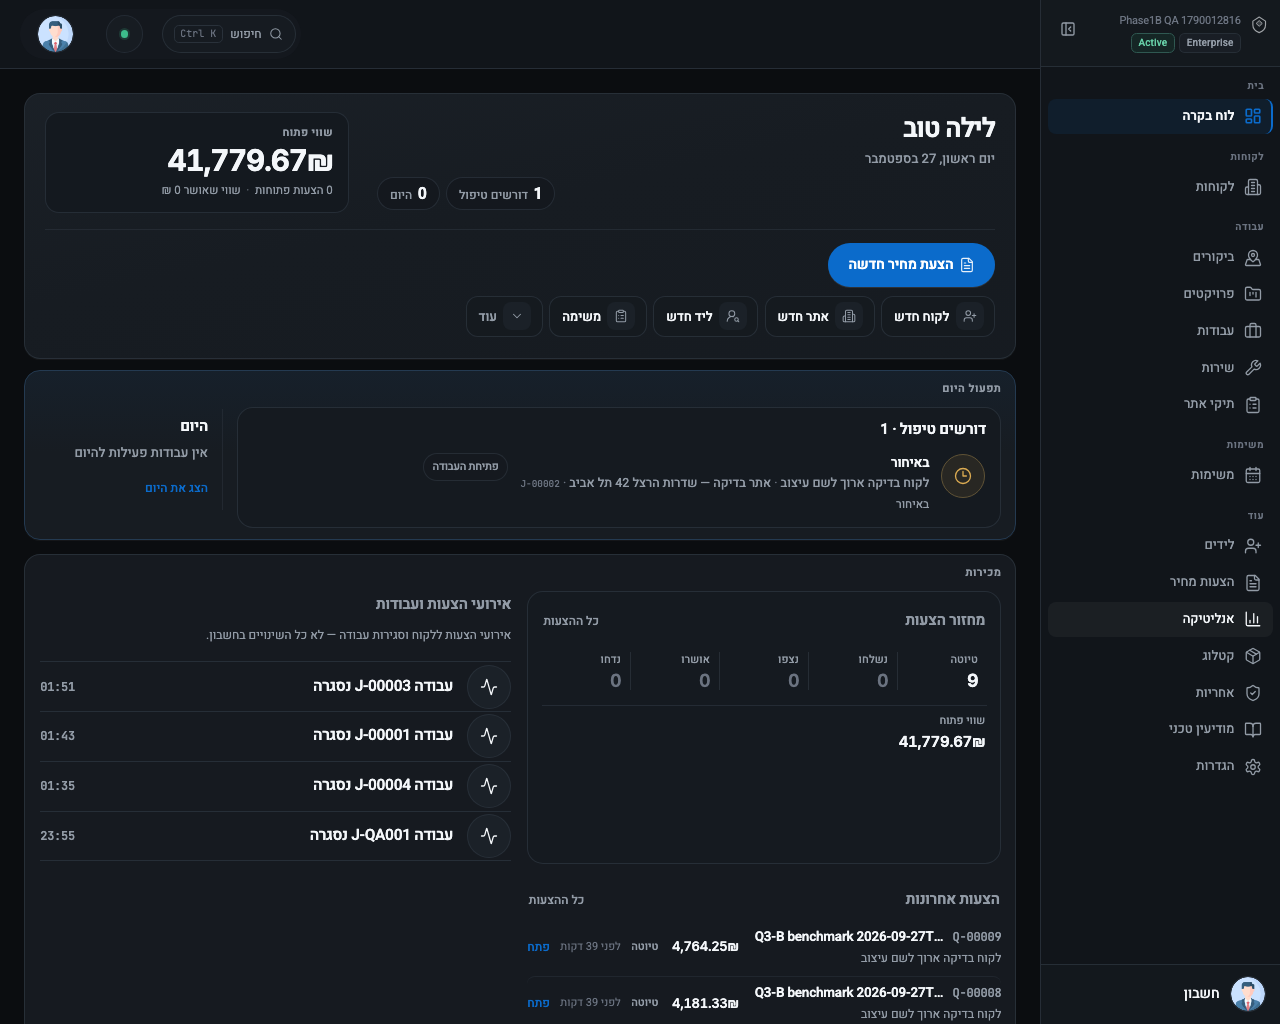 Phase1B QA 1790012816
Enterprise
Active
בית
לוח בקרה
לקוחות
לקוחות
עבודה
ביקורים
פרויקטים
עבודות
שירות
תיקי אתר
משימות
משימות
עוד
לידים
הצעות מחיר
אנליטיקה
קטלוג
אחריות
מודיעין טכני
הגדרות
חשבון
חיפוש Ctrl K
לילה טוב
יום ראשון, 27 בספטמבר
1 דורשים טיפול
0 היום
שווי פתוח
₪41,779.67
0 הצעות פתוחות · שווי שאושר 0 ₪
הצעת מחיר חדשה
לקוח חדש
אתר חדש
ליד חדש
משימה
עוד
תפעול היום
דורשים טיפול · 1
באיחור
לקוח בדיקה ארוך לשם עיצוב · אתר בדיקה — שדרות הרצל 42 תל אביב · J-00002
באיחור
פתיחת העבודה
היום
אין עבודות פעילות להיום
הצג את היום
מכירות
מחזור הצעות
כל ההצעות
טיוטה
9
נשלחו
0
נצפו
0
אושרו
0
נדחו
0
שווי פתוח
₪41,779.67
הצעות אחרונות
כל ההצעות
Q-00009 Q3-B benchmark 2026-09-27T... ₪4,764.25 טיוטה לפני 39 דקות פתח
לקוח בדיקה ארוך לשם עיצוב
Q-00008 Q3-B benchmark 2026-09-27T... ₪4,181.33 טיוטה לפני 39 דקות פתח
לקוח בדיקה ארוך לשם עיצוב
אירועי הצעות ועבודות
אירועי הצעות ללקוח וסגירות עבודה — לא כל השינויים בחשבון.
עבודה J-00003 נסגרה 01:51
עבודה J-00001 נסגרה 01:43
עבודה J-00004 נסגרה 01:35
עבודה J-QA001 נסגרה 23:55